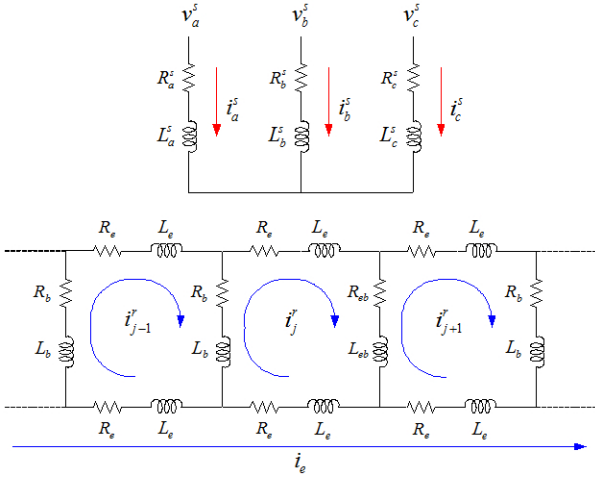 v_a^s v_b^s v_c^s
R_a^s R_b^s R_c^s
i_a^s i_b^s i_c^s
L_a^s L_b^s L_c^s
R_e L_e R_e L_e R_e L_e
R_b R_b R_eb R_b
i_{j-1}^r i_j^r i_{j+1}^r
L_b L_b L_eb L_b
R_e L_e R_e L_e R_e L_e
i_e